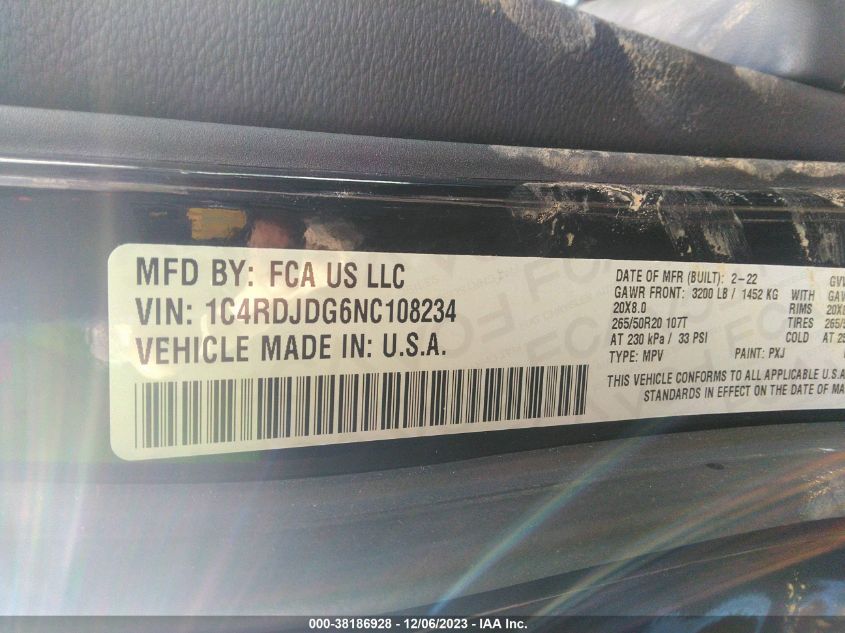 MFD BY: FCA US LLC
VIN: 1C4RDJDG6NC108234
VEHICLE MADE IN: U.S.A.
DATE OF MFR (BUILT): 2-22
GAWR FRONT: 3200 LB / 1452 KG WITH
20X8.0 RIMS
265/50R20 107T TIRES
AT 230 kPa / 33 PSI COLD
TYPE: MPV PAINT: PXJ
THIS VEHICLE CONFORMS TO ALL APPLICABLE U.S.A
STANDARDS IN EFFECT ON THE DATE OF MA
000-38186928 - 12/06/2023 - IAA Inc.